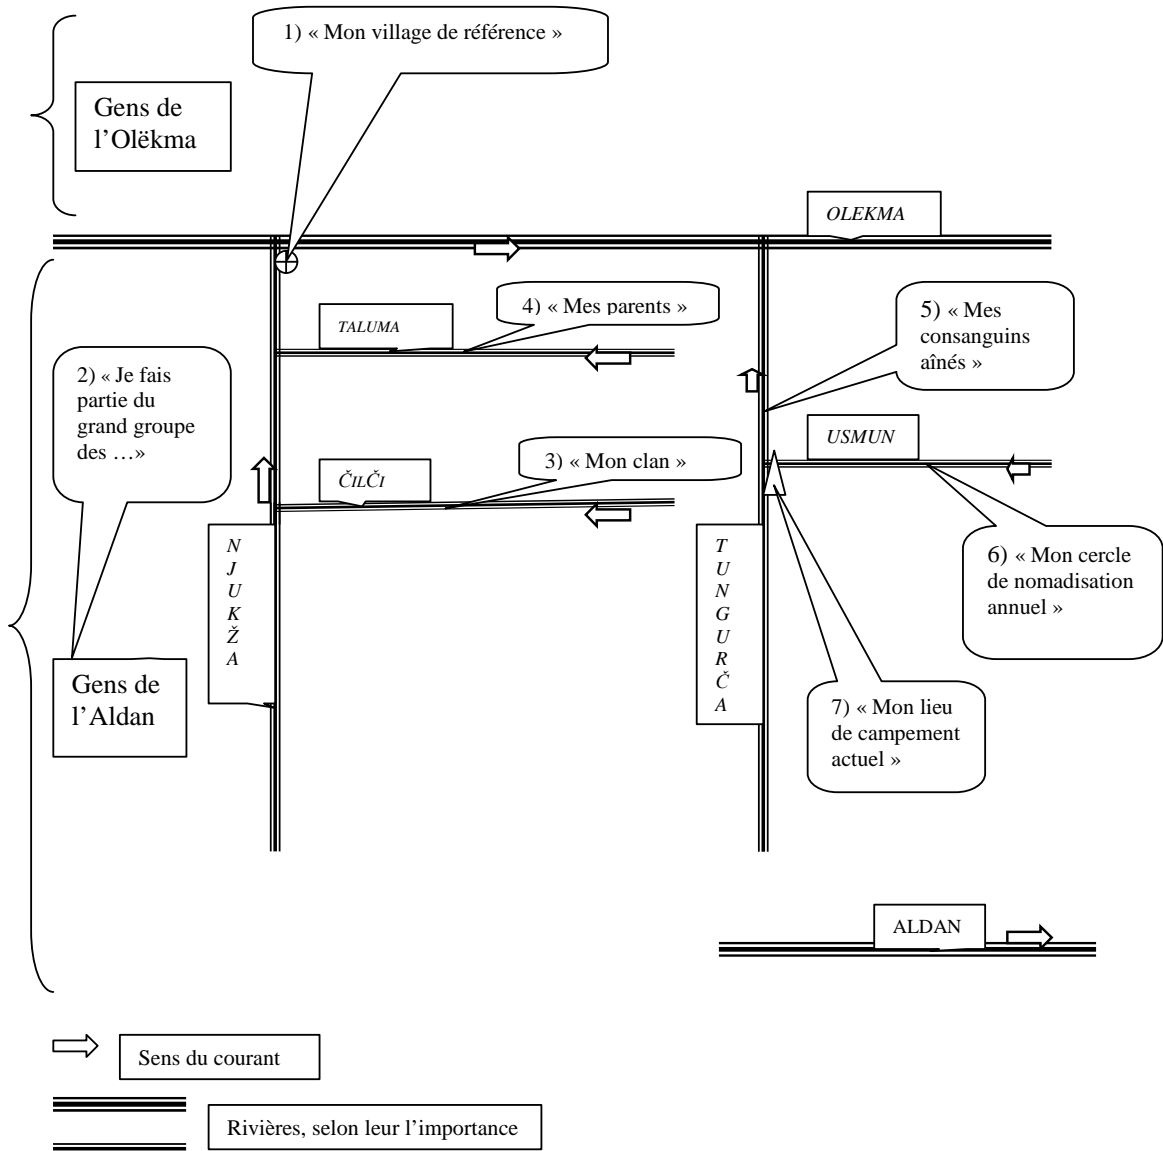 1) « Mon village de référence »
Gens de
l’Olëkma
OLEKMA
4) « Mes parents »
TALUMA
5) « Mes
consanguins
aînés »
2) « Je fais
partie du
grand groupe
des …»
USMUN
3) « Mon clan »
ČILČI
N
J
U
K
Ž
A
T
U
N
G
U
R
Č
A
6) « Mon cercle
de nomadisation
annuel »
Gens de
l’Aldan
7) « Mon lieu
de campement
actuel »
ALDAN
Sens du courant
Rivières, selon leur l’importance